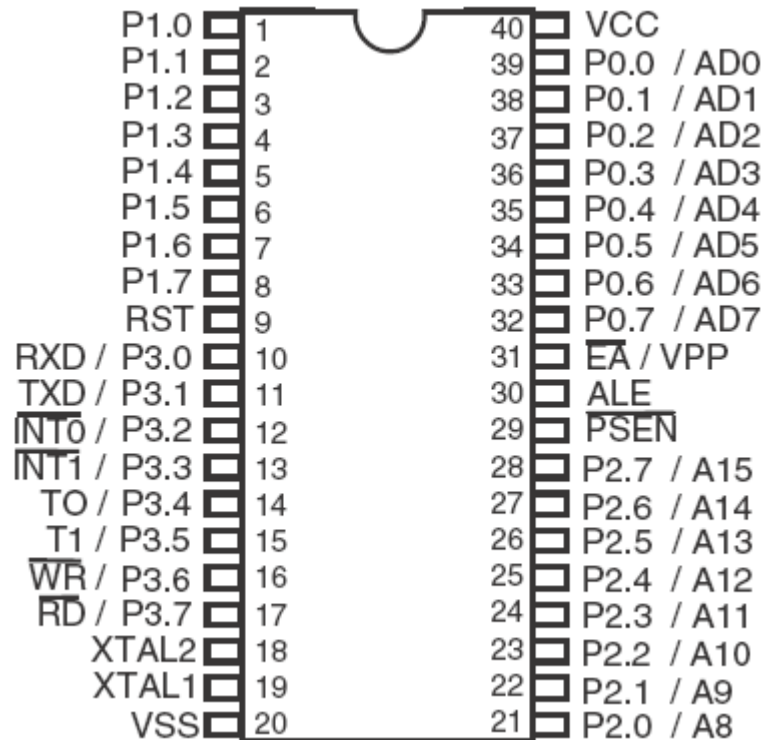 P1.0 1 40 VCC
P1.1 2 39 P0.0 / AD0
P1.2 3 38 P0.1 / AD1
P1.3 4 37 P0.2 / AD2
P1.4 5 36 P0.3 / AD3
P1.5 6 35 P0.4 / AD4
P1.6 7 34 P0.5 / AD5
P1.7 8 33 P0.6 / AD6
RST 9 32 P0.7 / AD7
RXD / P3.0 10 31 E̅A̅ / VPP
TXD / P3.1 11 30 ALE
I̅N̅T̅0̅ / P3.2 12 29 P̅S̅E̅N̅
I̅N̅T̅1̅ / P3.3 13 28 P2.7 / A15
TO / P3.4 14 27 P2.6 / A14
T1 / P3.5 15 26 P2.5 / A13
W̅R̅ / P3.6 16 25 P2.4 / A12
R̅D̅ / P3.7 17 24 P2.3 / A11
XTAL2 18 23 P2.2 / A10
XTAL1 19 22 P2.1 / A9
VSS 20 21 P2.0 / A8